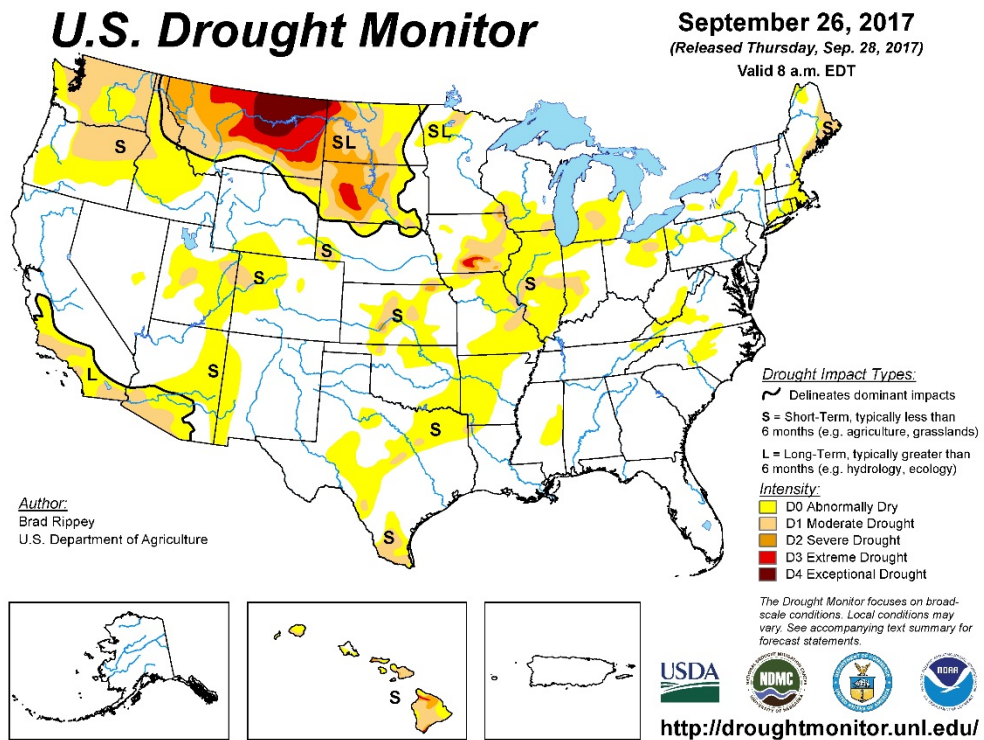 U.S. Drought Monitor
September 26, 2017
(Released Thursday, Sep. 28, 2017)
Valid 8 a.m. EDT
S
SL
SL
S
S
S
S
S
L
S
S
S
S
Drought Impact Types:
Delineates dominant impacts
S = Short-Term, typically less than
6 months (e.g. agriculture, grasslands)
L = Long-Term, typically greater than
6 months (e.g. hydrology, ecology)
Intensity:
D0 Abnormally Dry
D1 Moderate Drought
D2 Severe Drought
D3 Extreme Drought
D4 Exceptional Drought
Author:
Brad Rippey
U.S. Department of Agriculture
The Drought Monitor focuses on broad-
scale conditions. Local conditions may
vary. See accompanying text summary for
forecast statements.
S
USDA
NDMC
NOAA
http://droughtmonitor.unl.edu/